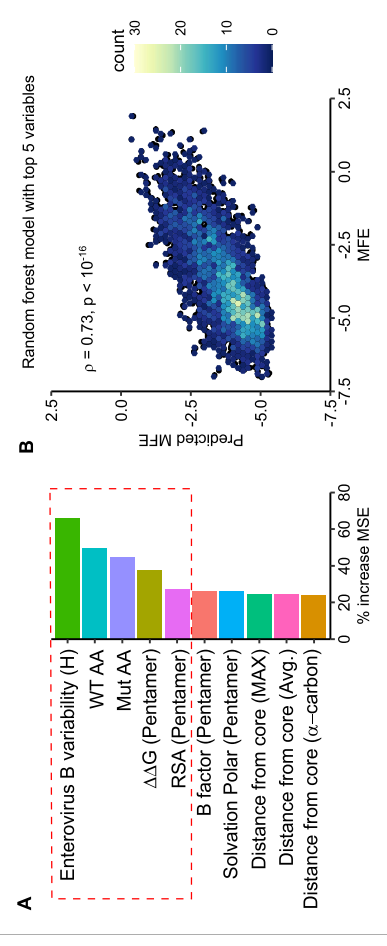 A
Enterovirus B variability (H)
WT AA
Mut AA
ΔΔG (Pentamer)
RSA (Pentamer)
B factor (Pentamer)
Solvation Polar (Pentamer)
Distance from core (MAX)
Distance from core (Avg.)
Distance from core (α−carbon)
0 20 40 60 80
% increase MSE
B
Random forest model with top 5 variables
ρ = 0.73, p < 10-16
2.5
0.0
-2.5
-5.0
-7.5
Predicted MFE
-7.5 -5.0 -2.5 0.0 2.5
MFE
count
30
20
10
0